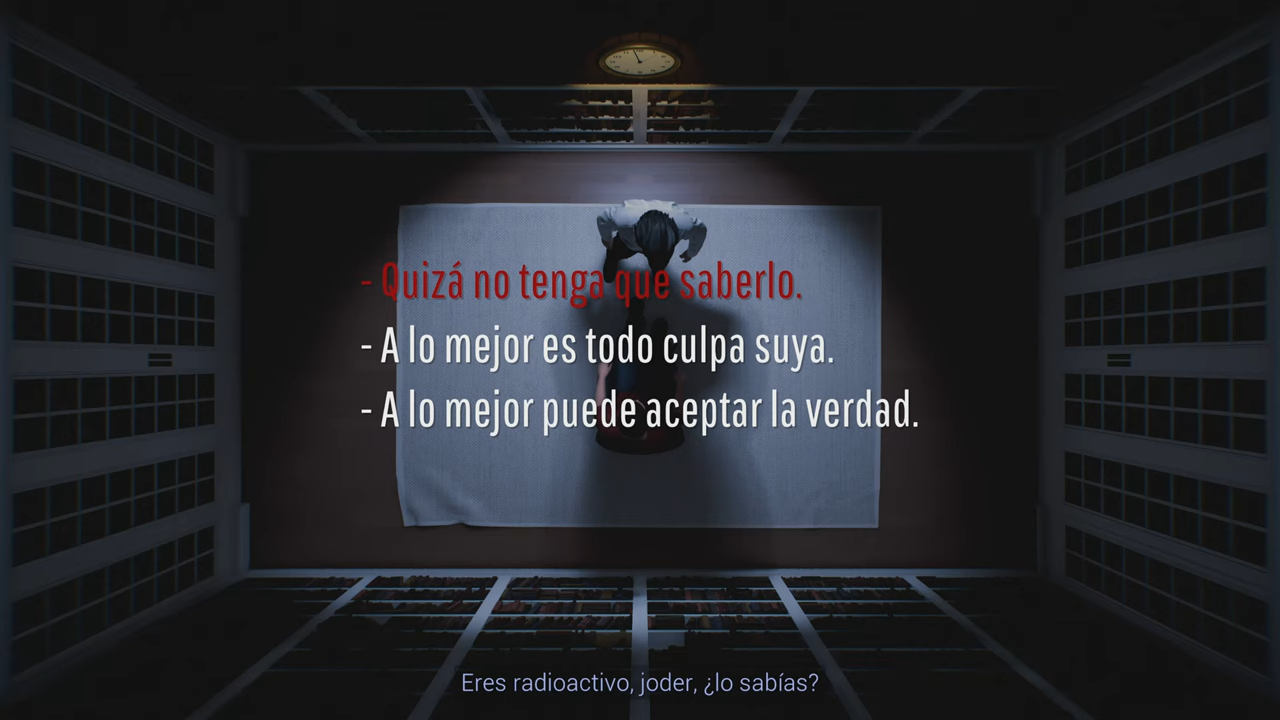 - Quizá no tenga que saberlo.
- A lo mejor es todo culpa suya.
- A lo mejor puede aceptar la verdad.
Eres radioactivo, joder, ¿lo sabías?